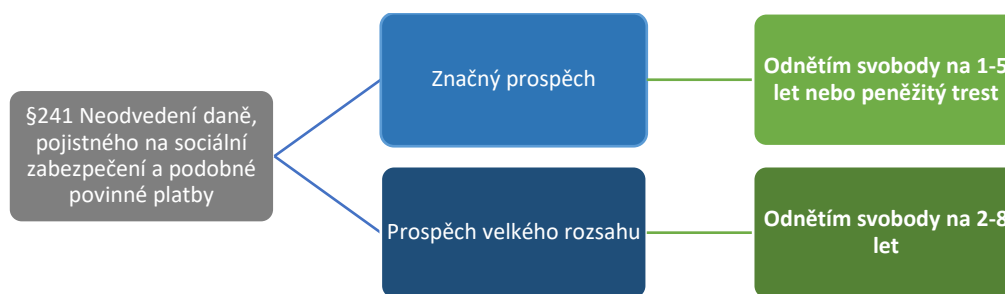 §241 Neodvedení daně,
pojistného na sociální
zabezpečení a podobné
povinné platby
Značný prospěch
Odnětím svobody na 1-5
let nebo peněžitý trest
Prospěch velkého rozsahu
Odnětím svobody na 2-8
let